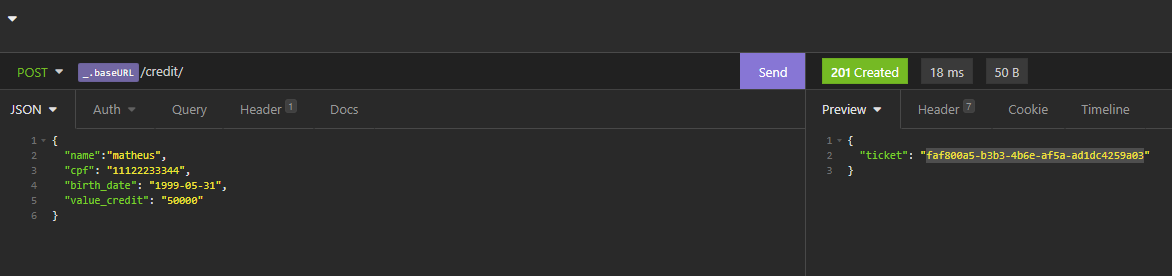 POST _.baseURL /credit/ Send 201 Created 18 ms 50 B
JSON Auth Query Header 1 Docs Preview Header 7 Cookie Timeline
1 {
2 "name":"matheus",
3 "cpf": "11122233344",
4 "birth_date": "1999-05-31",
5 "value_credit": "50000"
6 }
1 {
2 "ticket": "faf800a5-b3b3-4b6e-af5a-ad1dc4259a03"
3 }